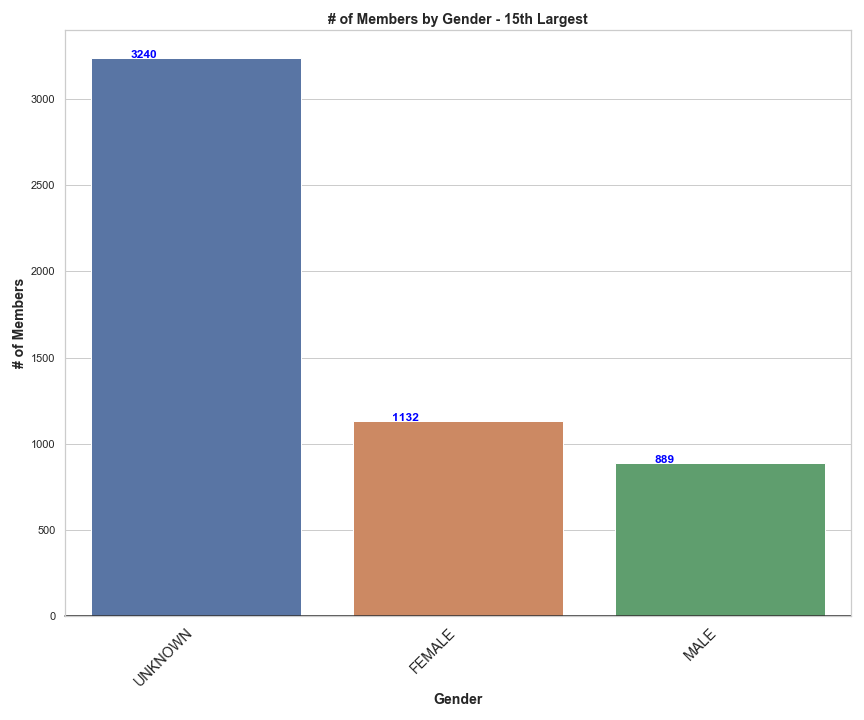 # of Members by Gender - 15th Largest
3240
1132
889
3000
2500
2000
1500
1000
500
0
# of Members
UNKNOWN
FEMALE
MALE
Gender